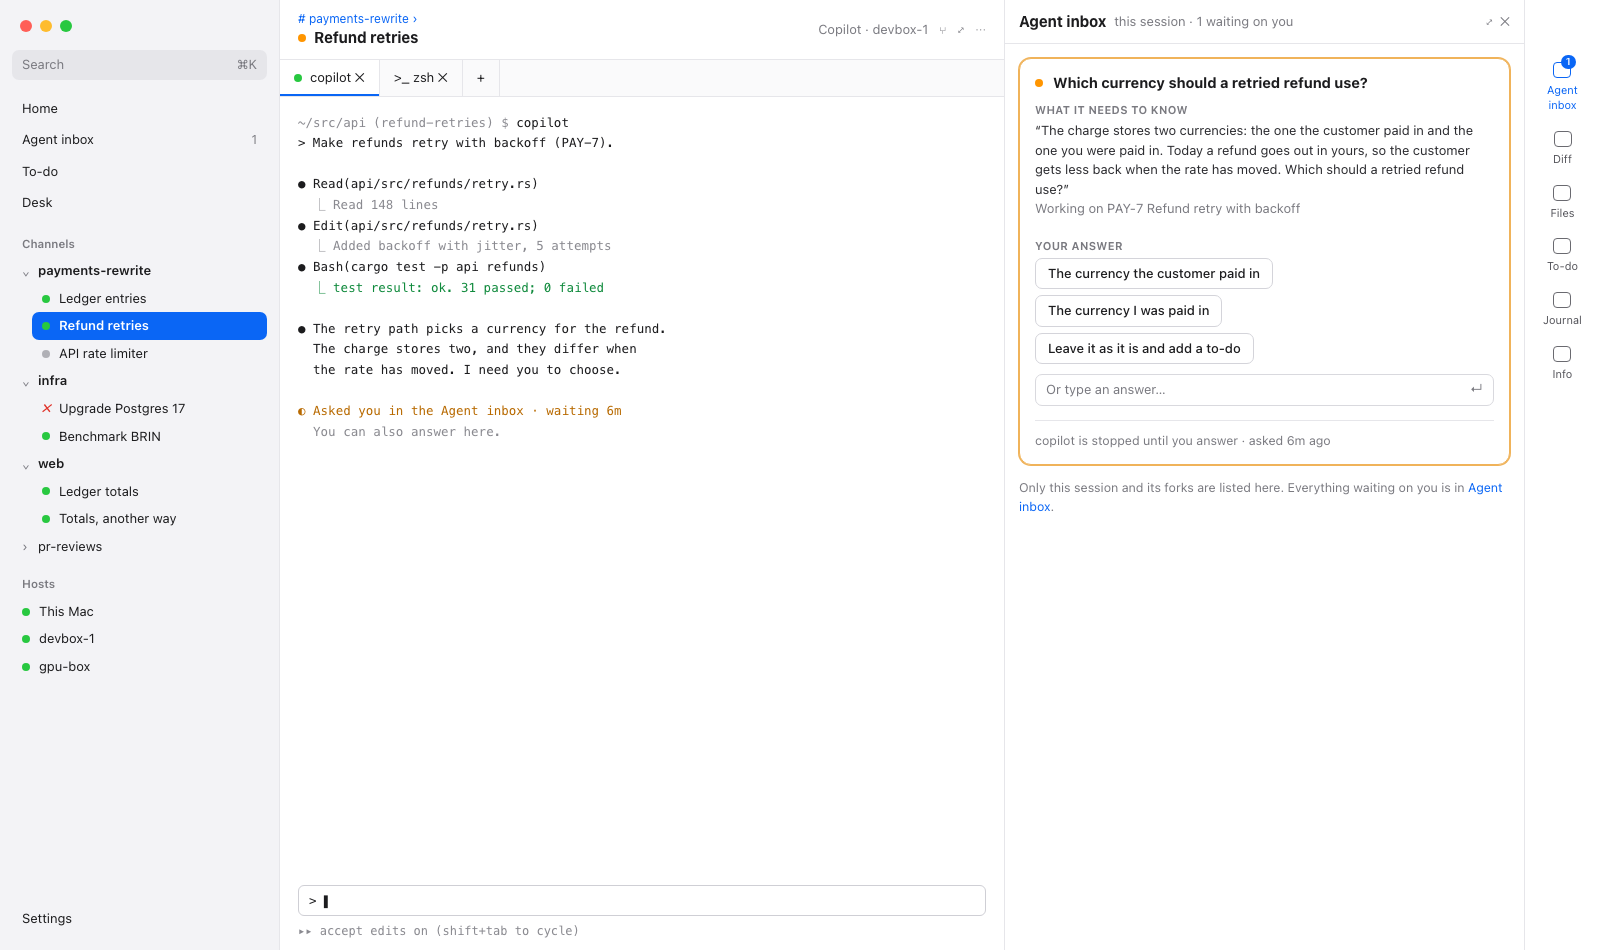 Search ⌘K
Home
Agent inbox 1
To-do
Desk
Channels
payments-rewrite
Ledger entries
Refund retries
API rate limiter
infra
Upgrade Postgres 17
Benchmark BRIN
web
Ledger totals
Totals, another way
pr-reviews
Hosts
This Mac
devbox-1
gpu-box
Settings
# payments-rewrite ›
Refund retries
Copilot · devbox-1 ···
copilot
>_ zsh
+
~/src/api (refund-retries) $ copilot
> Make refunds retry with backoff (PAY-7).
● Read(api/src/refunds/retry.rs)
⎿ Read 148 lines
● Edit(api/src/refunds/retry.rs)
⎿ Added backoff with jitter, 5 attempts
● Bash(cargo test -p api refunds)
⎿ test result: ok. 31 passed; 0 failed
● The retry path picks a currency for the refund.
The charge stores two, and they differ when
the rate has moved. I need you to choose.
◐ Asked you in the Agent inbox · waiting 6m
You can also answer here.
>
▸▸ accept edits on (shift+tab to cycle)
Agent inbox this session · 1 waiting on you
Which currency should a retried refund use?
WHAT IT NEEDS TO KNOW
“The charge stores two currencies: the one the customer paid in and the
one you were paid in. Today a refund goes out in yours, so the customer
gets less back when the rate has moved. Which should a retried refund
use?”
Working on PAY-7 Refund retry with backoff
YOUR ANSWER
The currency the customer paid in
The currency I was paid in
Leave it as it is and add a to-do
Or type an answer...
copilot is stopped until you answer · asked 6m ago
Only this session and its forks are listed here. Everything waiting on you is in Agent
inbox.
1
Agent
inbox
Diff
Files
To-do
Journal
Info